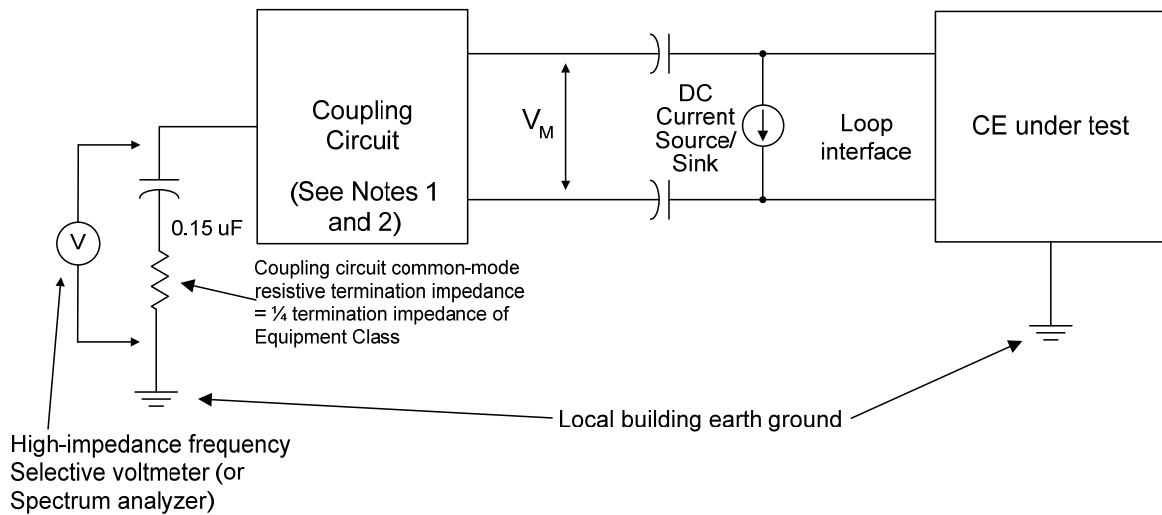 Coupling
Circuit
(See Notes 1
and 2)
V
0.15 uF
Coupling circuit common-mode
resistive termination impedance
= ¼ termination impedance of
Equipment Class
VM
DC
Current
Source/
Sink
Loop
interface
CE under test
Local building earth ground
High-impedance frequency
Selective voltmeter (or
Spectrum analyzer)